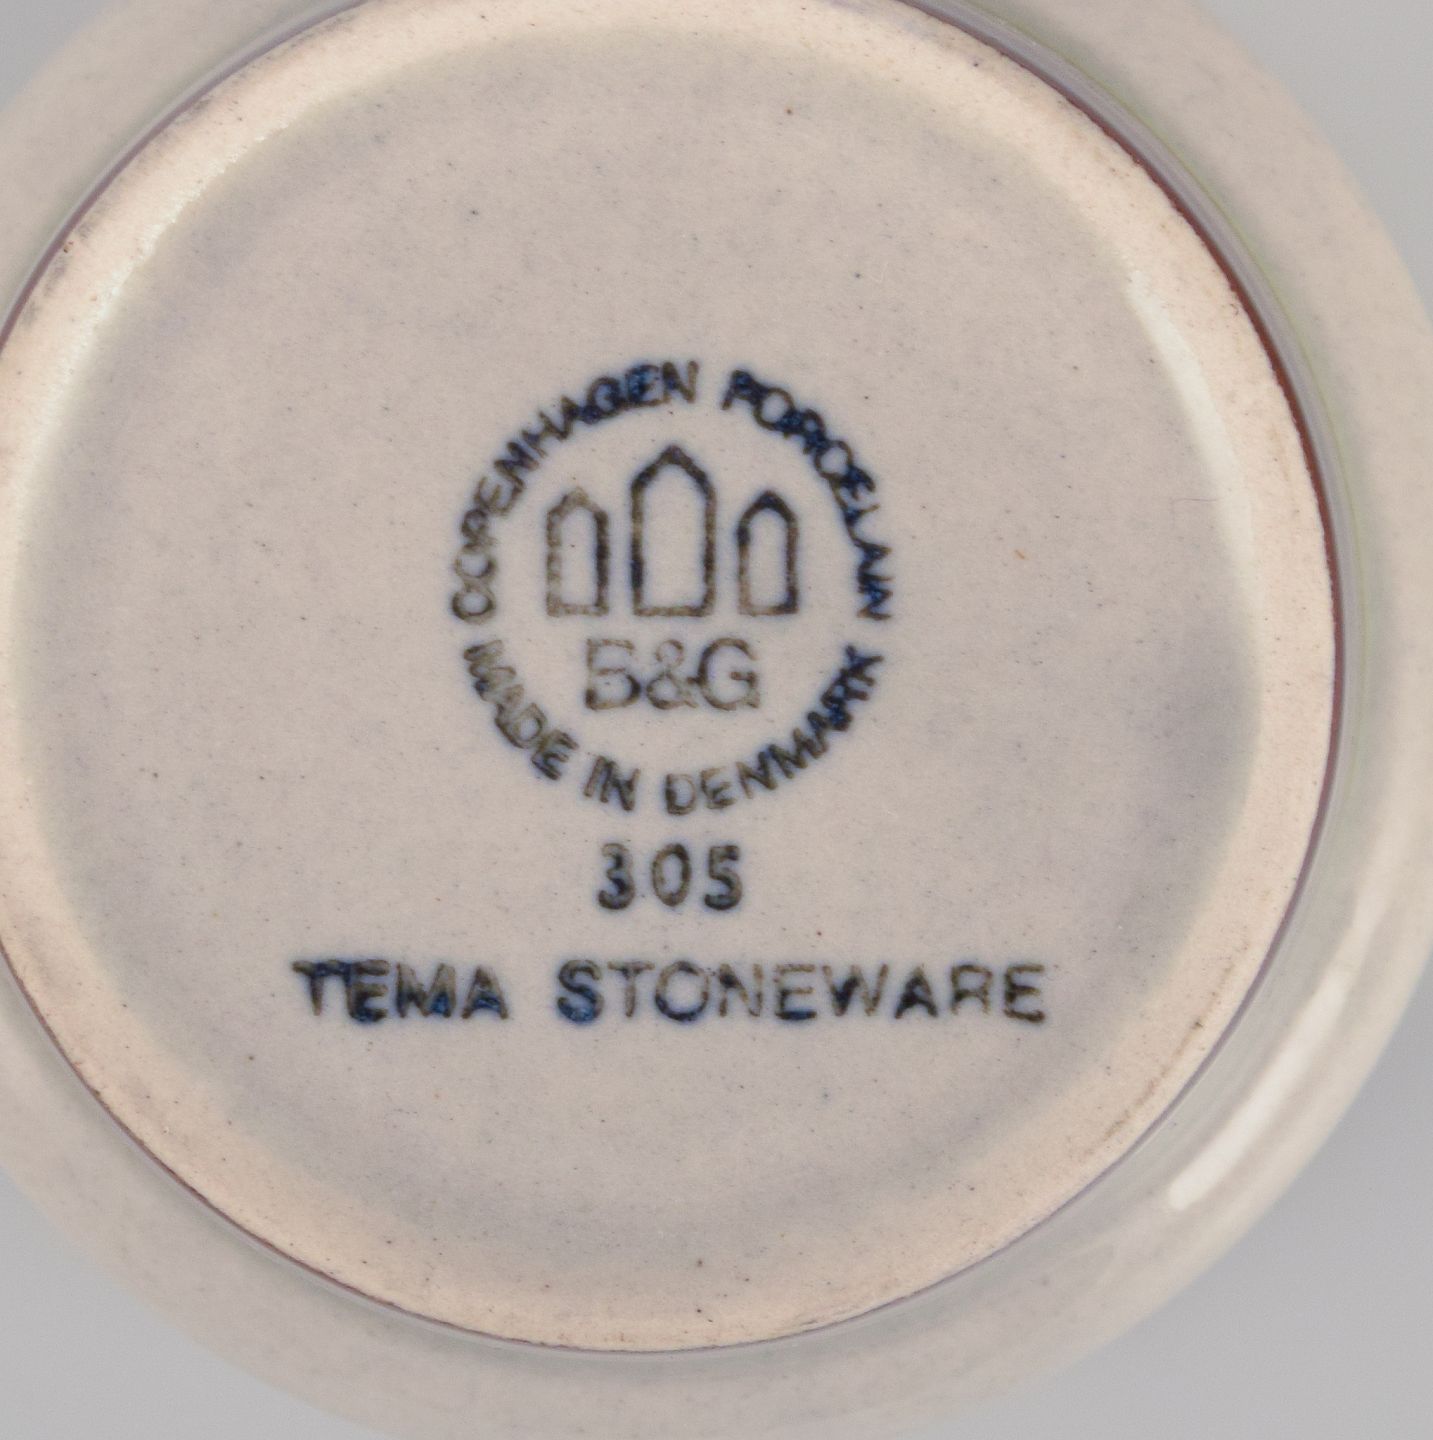 COPENHAGEN PORCELAIN
B&G
MADE IN DENMARK
305
TEMA STONEWARE